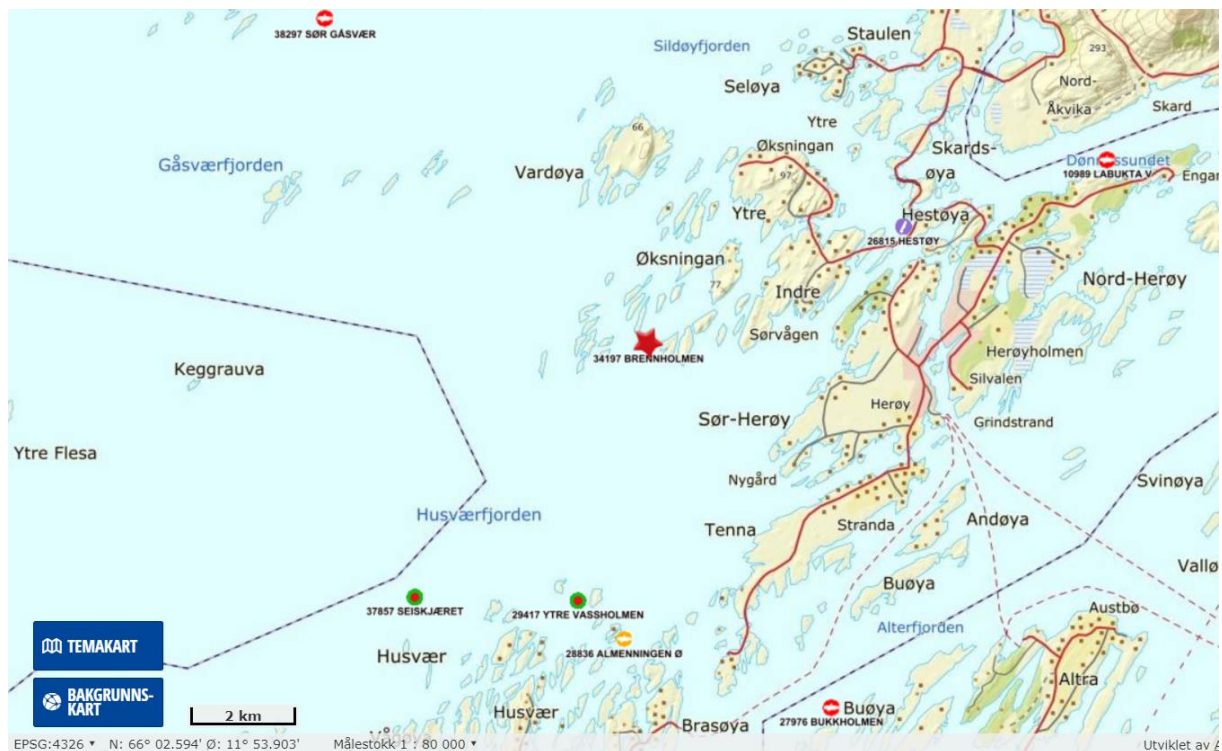 38297 SØR GÅSVÆR
Sildøyfjorden
Staulen
293
Nord-
Åkvika
Skard
Seløya
Ytre
66
Gåsværfjorden
Vardøya
Øksningan
97
Skards-
øya
10989 LABUKTA V
Engan
Ytre
Hestøya
26815 HESTØY
Øksningan
77
Indre
Nord-Herøy
Sørvågen
34197 BRENNHOLMEN
Herøyholmen
Keggrauva
Silvalen
Herøy
Sør-Herøy
Grindstrand
Ytre Flesa
Nygård
Svinøya
Husværfjorden
Tenna
Stranda
Andøya
Buøya
37857 SEISKJÆRET
29417 YTRE VASSHOLMEN
Austbø
Alterfjorden
TEMAKART
Husvær
28836 ALMENNINGEN Ø
Altra
BAKGRUNNS-
KART
2 km
Husvær
Brasøya
Buøya
27976 BUKKHOLMEN
EPSG:4326 N: 66° 02.594' Ø: 11° 53.903' Målestokk 1 : 80 000
Utviklet av